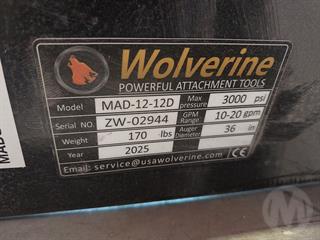 Wolverine
POWERFUL ATTACHMENT TOOLS
Model MAD-12-12D Max pressure 3000 psi
Serial NO. ZW-02944 GPM Range 10-20 gpm
Weight 170 lbs Auger Diameter 36 in
Year 2025
Email: service@usawolverine.com CE